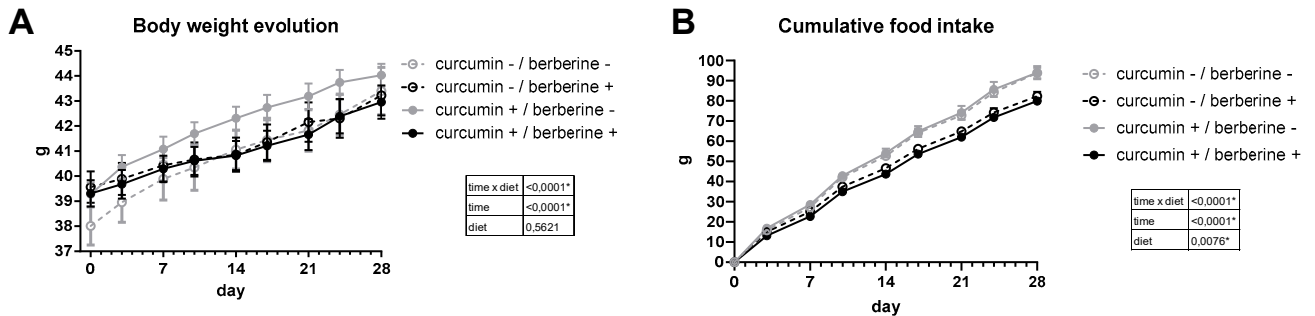 A
Body weight evolution
45
44
43
42
41
40
39
38
37
g
0
7
14
21
28
day
curcumin - / berberine -
curcumin - / berberine +
curcumin + / berberine -
curcumin + / berberine +
time x diet <0,0001*
time <0,0001*
diet 0,5621
B
Cumulative food intake
100
90
80
70
60
50
40
30
20
10
0
g
0
7
14
21
28
day
curcumin - / berberine -
curcumin - / berberine +
curcumin + / berberine -
curcumin + / berberine +
time x diet <0,0001*
time <0,0001*
diet 0,0076*